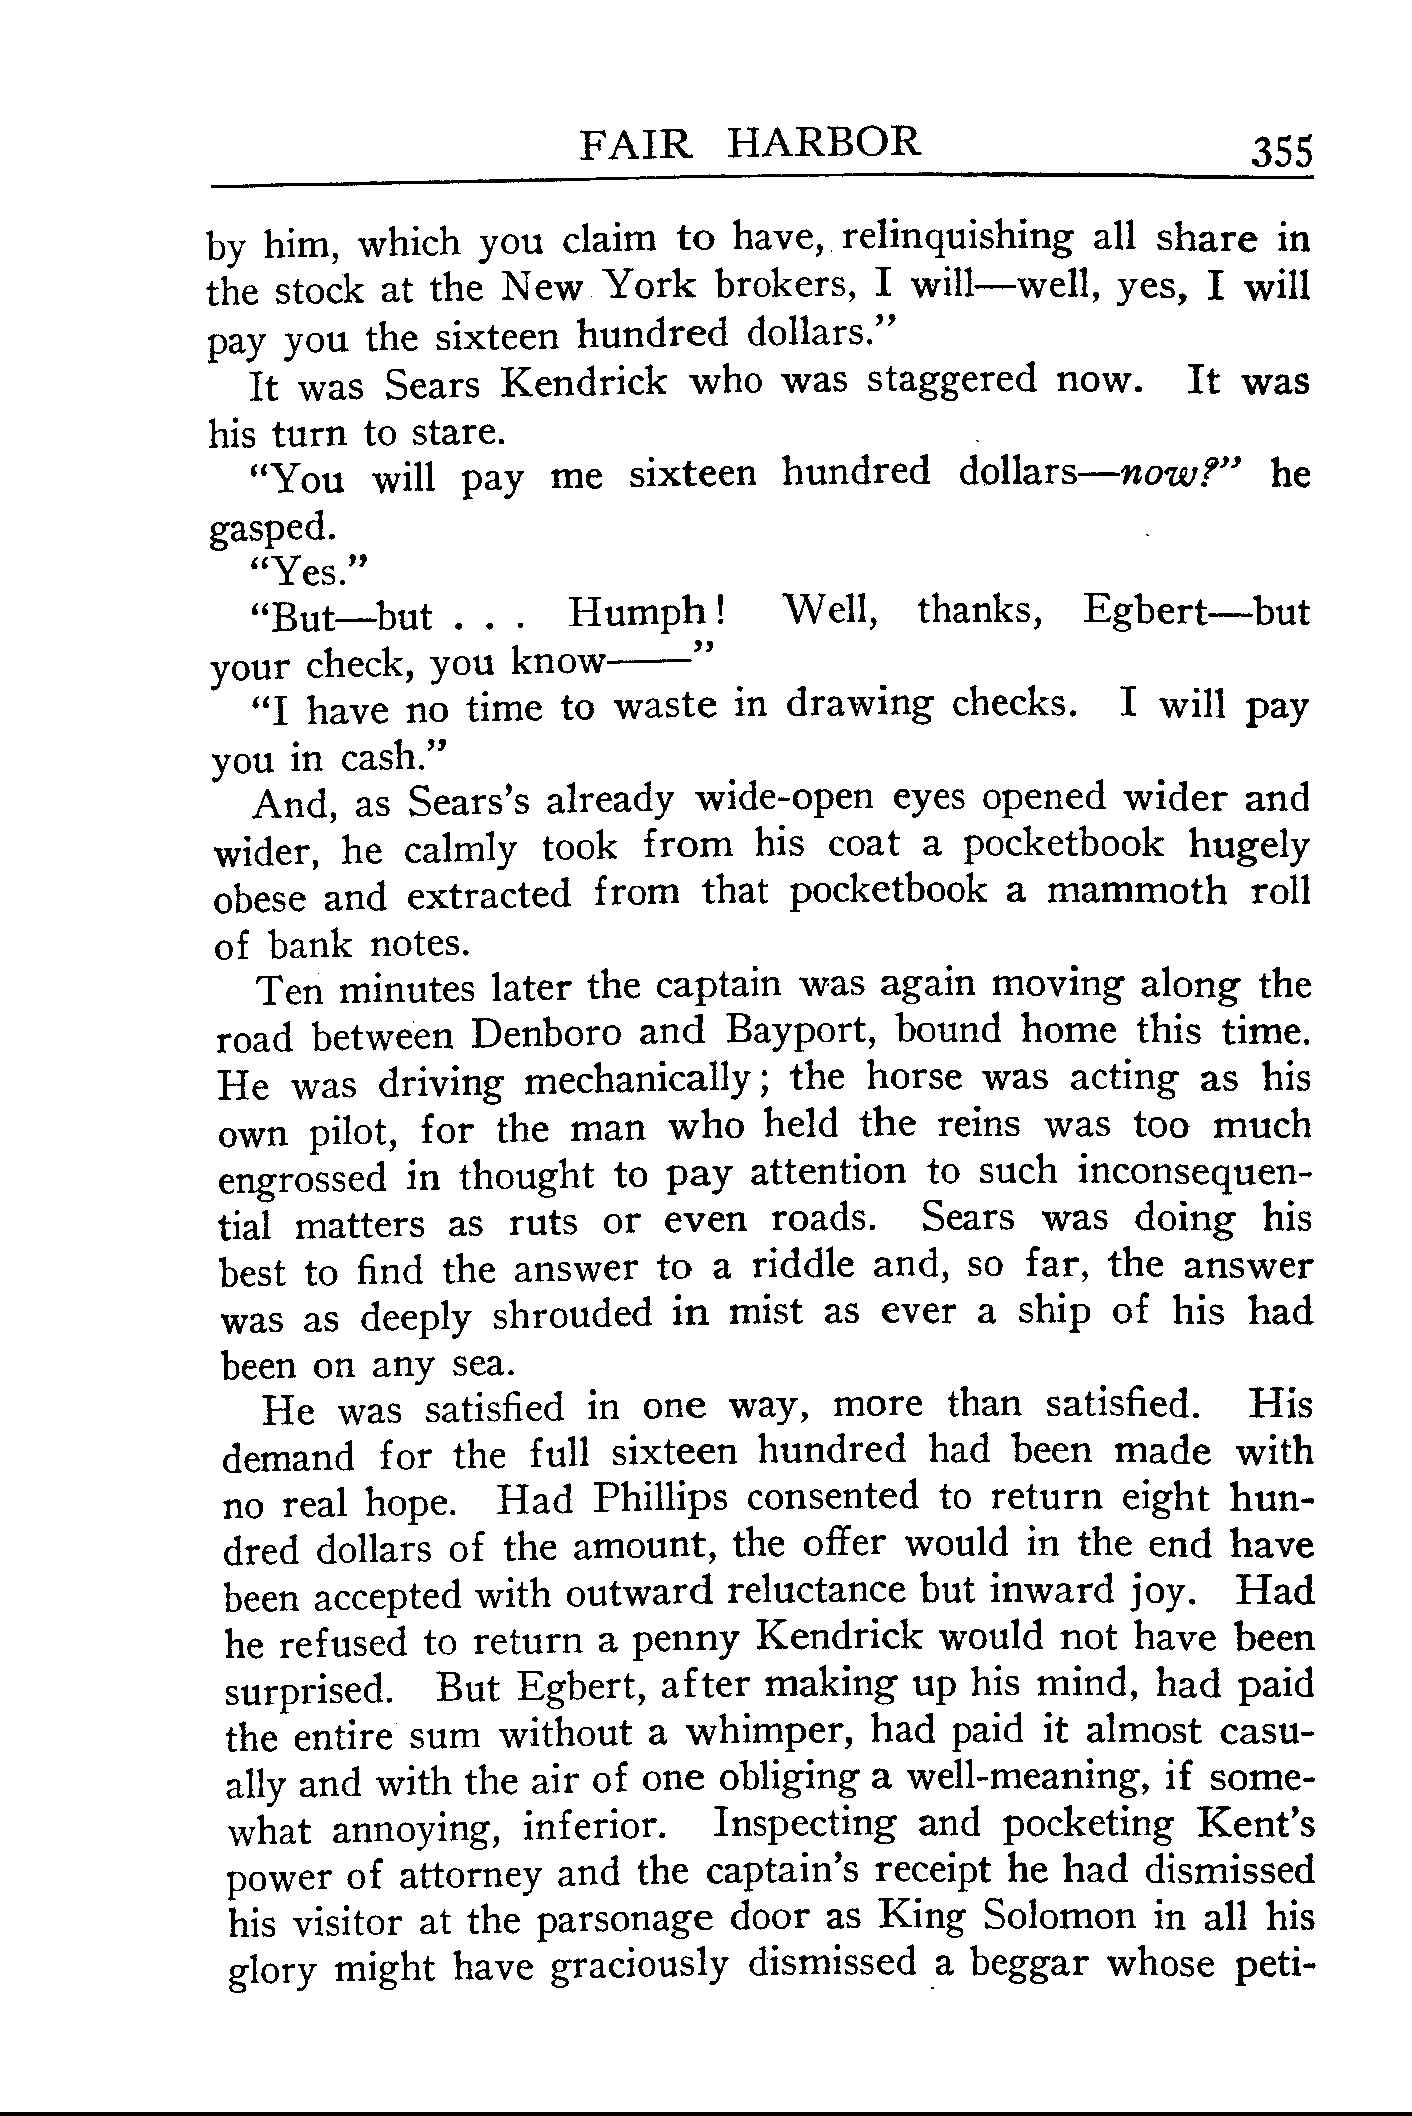 FAIR HARBOR 355
by him, which you claim to have, relinquishing all share in
the stock at the New York brokers, I will—well, yes, I will
pay you the sixteen hundred dollars.”
It was Sears Kendrick who was staggered now. It was
his turn to stare.
“You will pay me sixteen hundred dollars—now?” he
gasped.
“Yes.”
“But—but . . . Humph! Well, thanks, Egbert—but
your check, you know——”
“I have no time to waste in drawing checks. I will pay
you in cash.”
And, as Sears’s already wide-open eyes opened wider and
wider, he calmly took from his coat a pocketbook hugely
obese and extracted from that pocketbook a mammoth roll
of bank notes.
Ten minutes later the captain was again moving along the
road between Denboro and Bayport, bound home this time.
He was driving mechanically; the horse was acting as his
own pilot, for the man who held the reins was too much
engrossed in thought to pay attention to such inconsequen-
tial matters as ruts or even roads. Sears was doing his
best to find the answer to a riddle and, so far, the answer
was as deeply shrouded in mist as ever a ship of his had
been on any sea.
He was satisfied in one way, more than satisfied. His
demand for the full sixteen hundred had been made with
no real hope. Had Phillips consented to return eight hun-
dred dollars of the amount, the offer would in the end have
been accepted with outward reluctance but inward joy. Had
he refused to return a penny Kendrick would not have been
surprised. But Egbert, after making up his mind, had paid
the entire sum without a whimper, had paid it almost casu-
ally and with the air of one obliging a well-meaning, if some-
what annoying, inferior. Inspecting and pocketing Kent’s
power of attorney and the captain’s receipt he had dismissed
his visitor at the parsonage door as King Solomon in all his
glory might have graciously dismissed a beggar whose peti-